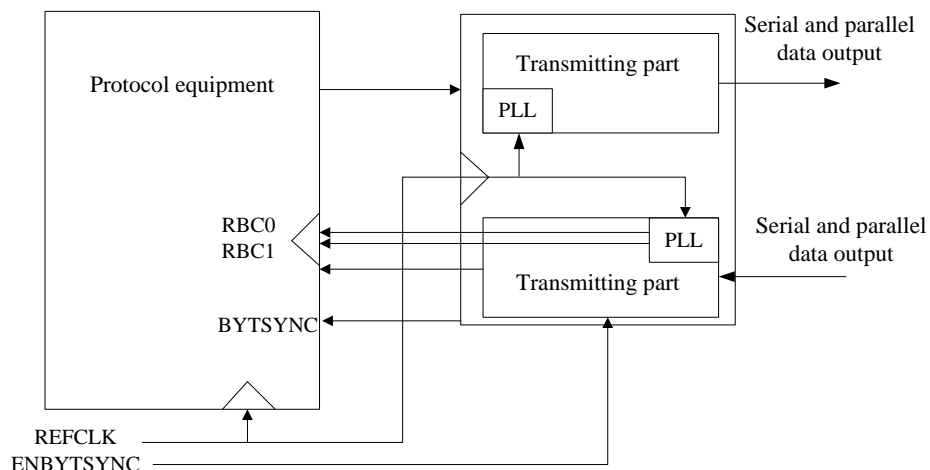 Serial and parallel
data output
Transmitting part
Protocol equipment
PLL
RBC0
RBC1
PLL
Serial and parallel
data output
Transmitting part
BYTSYNC
REFCLK
ENBYTSYNC